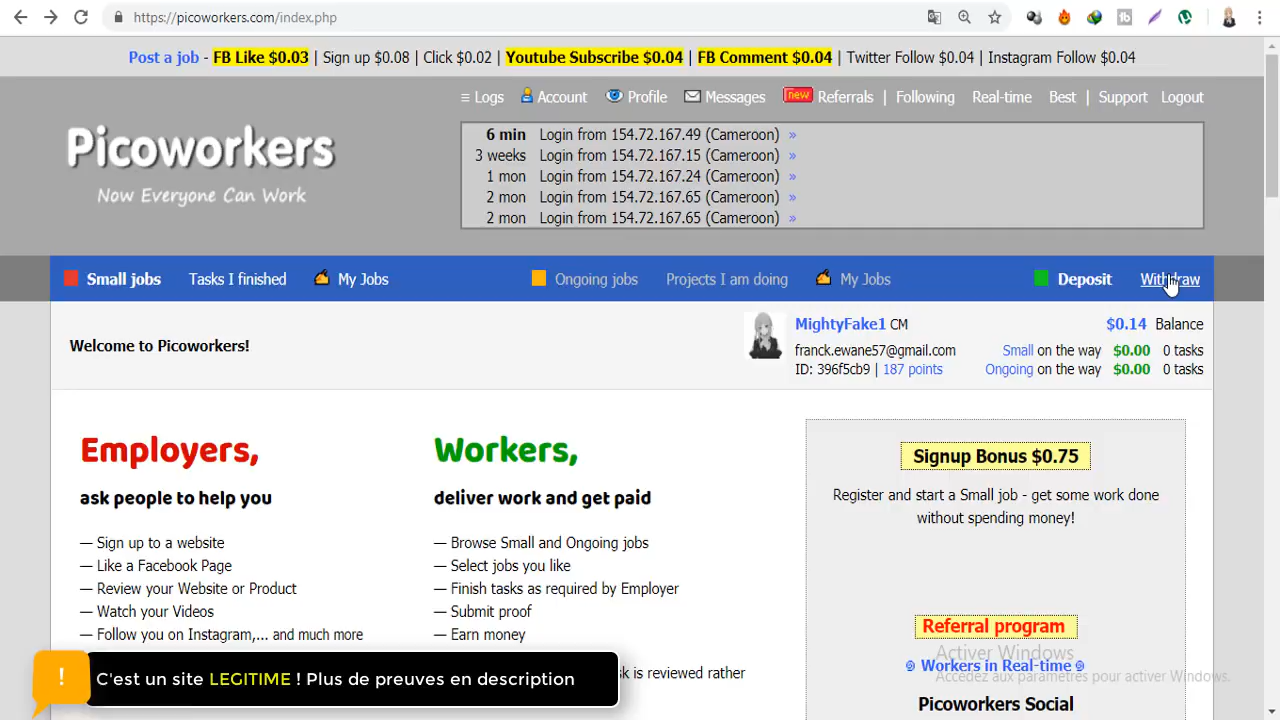 https://picoworkers.com/index.php
Post a job - FB Like $0.03 | Sign up $0.08 | Click $0.02 | Youtube Subscribe $0.04 | FB Comment $0.04 | Twitter Follow $0.04 | Instagram Follow $0.04
≡ Logs Account Profile Messages new Referrals | Following Real-time Best | Support Logout
Picoworkers
Now Everyone Can Work
6 min Login from 154.72.167.49 (Cameroon) »
3 weeks Login from 154.72.167.15 (Cameroon) »
1 mon Login from 154.72.167.24 (Cameroon) »
2 mon Login from 154.72.167.65 (Cameroon) »
2 mon Login from 154.72.167.65 (Cameroon) »
Small jobs Tasks I finished My Jobs Ongoing jobs Projects I am doing My Jobs Deposit Withdraw
Welcome to Picoworkers!
MightyFake1 CM $0.14 Balance
franck.ewane57@gmail.com Small on the way $0.00 0 tasks
ID: 396f5cb9 | 187 points Ongoing on the way $0.00 0 tasks
Employers,
ask people to help you
— Sign up to a website
— Like a Facebook Page
— Review your Website or Product
— Watch your Videos
— Follow you on Instagram,... and much more
Workers,
deliver work and get paid
— Browse Small and Ongoing jobs
— Select jobs you like
— Finish tasks as required by Employer
— Submit proof
— Earn money
is reviewed rather
Signup Bonus $0.75
Register and start a Small job - get some work done
without spending money!
Referral program
Workers in Real-time
Picoworkers Social
Activer Windows
Accédez aux paramètres pour activer Windows.
! C'est un site LEGITIME ! Plus de preuves en description